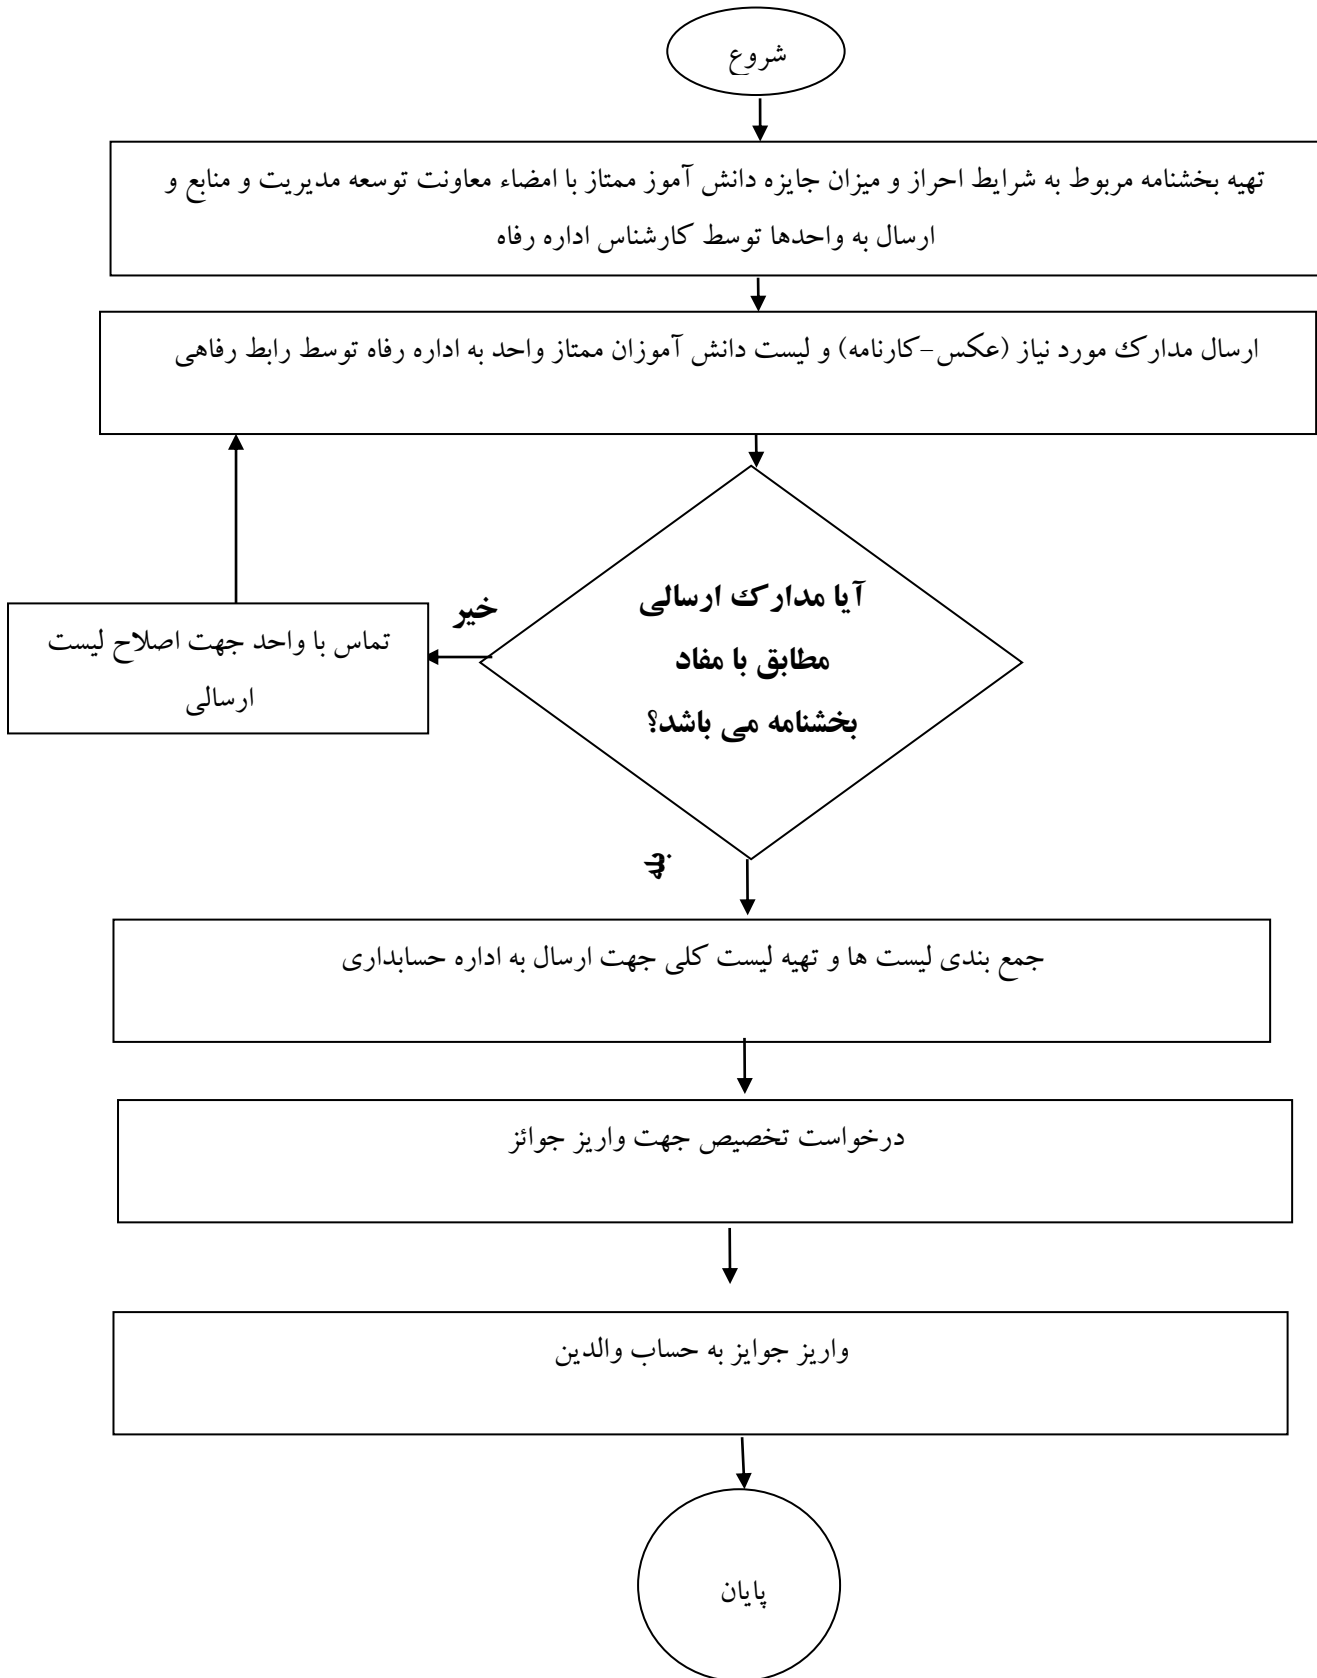 شروع
تهیه بخشنامه مربوط به شرایط احراز و میزان جایزه دانش آموز ممتاز با امضاء معاونت توسعه مدیریت و منابع و
ارسال به واحدها توسط کارشناس اداره رفاه
ارسال مدارک مورد نیاز (عکس-کارنامه) و لیست دانش آموزان ممتاز واحد به اداره رفاه توسط رابط رفاهی
آیا مدارک ارسالی
مطابق با مفاد
بخشنامه می باشد؟
خیر
تماس با واحد جهت اصلاح لیست
ارسالی
بله
جمع بندی لیست ها و تهیه لیست کلی جهت ارسال به اداره حسابداری
درخواست تخصیص جهت واریز جوائز
واریز جوایز به حساب والدین
پایان